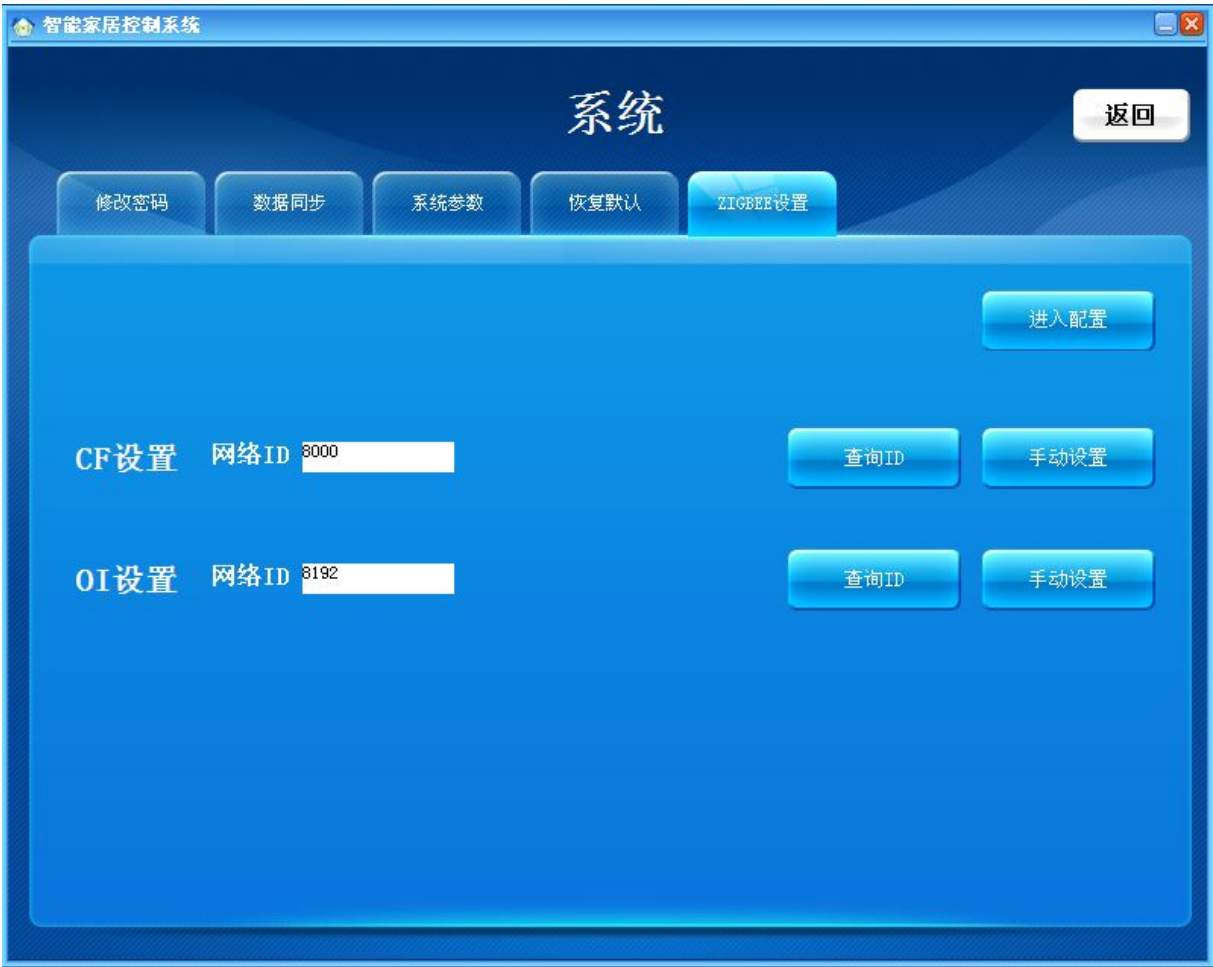 智能家居控制系统
系统
返回
修改密码 数据同步 系统参数 恢复默认 ZIGBEE设置
进入配置
CF设置 网络ID 8000 查询ID 手动设置
OI设置 网络ID 8192 查询ID 手动设置